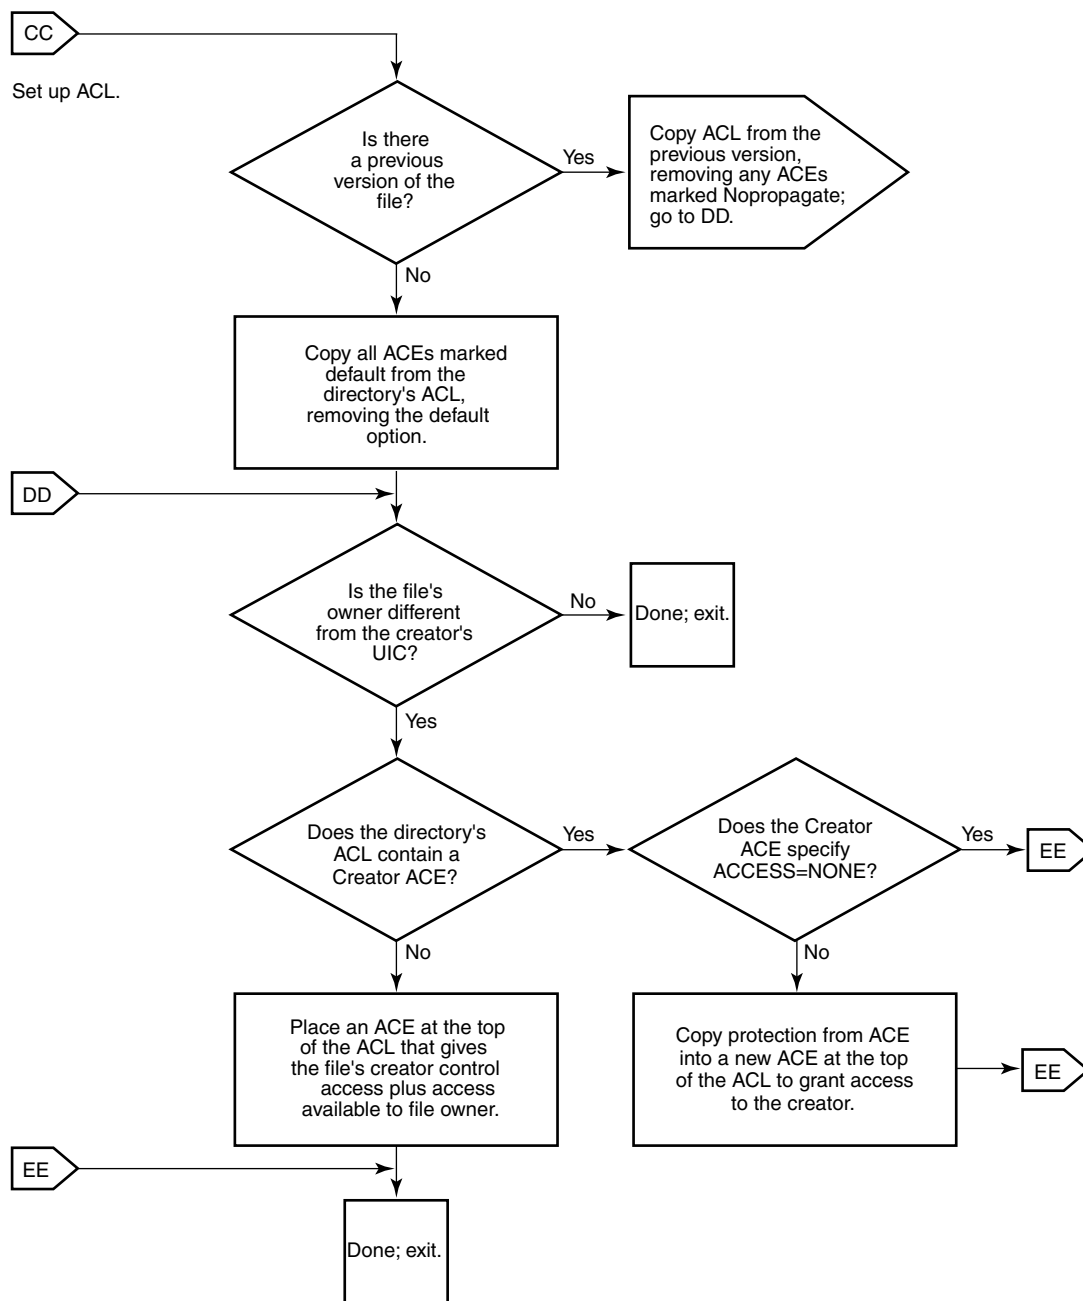 CC
Set up ACL.
Is there
a previous
version of the
file?
Yes
Copy ACL from the
previous version,
removing any ACEs
marked Nopropagate;
go to DD.
No
Copy all ACEs marked
default from the
directory's ACL,
removing the default
option.
DD
Is the file's
owner different
from the creator's
UIC?
No
Done; exit.
Yes
Does the directory's
ACL contain a
Creator ACE?
Yes
Does the Creator
ACE specify
ACCESS=NONE?
Yes
EE
No
No
Place an ACE at the top
of the ACL that gives
the file's creator control
access plus access
available to file owner.
Copy protection from ACE
into a new ACE at the top
of the ACL to grant access
to the creator.
EE
EE
Done; exit.